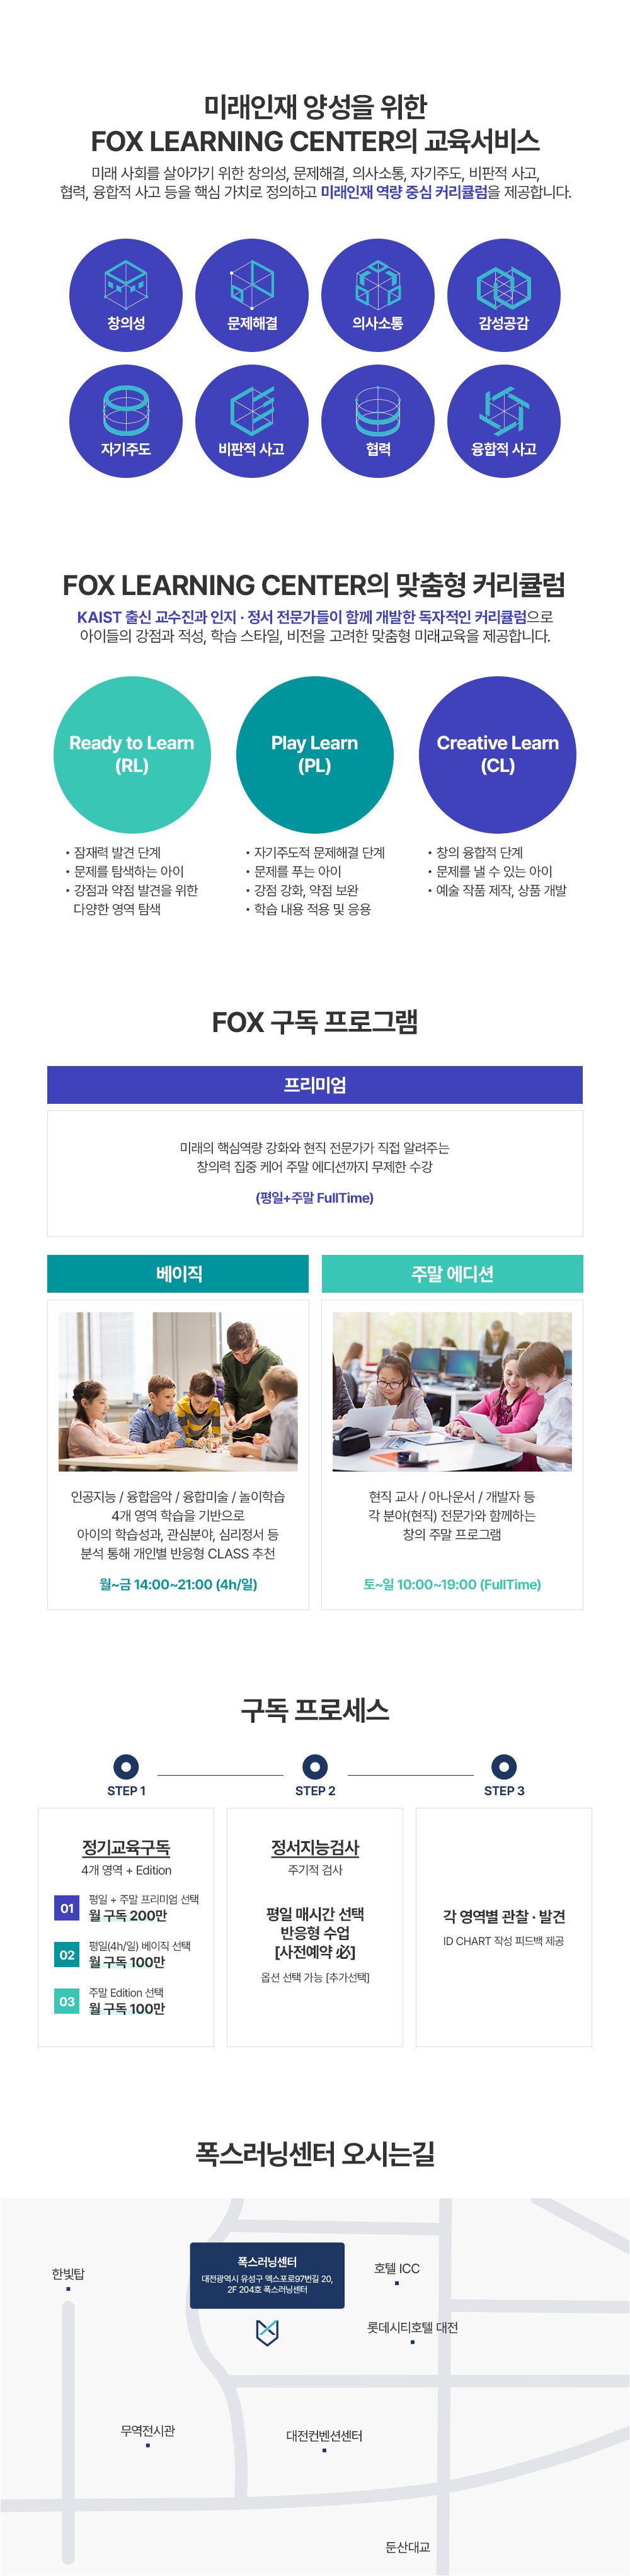 미래인재 양성을 위한
FOX LEARNING CENTER의 교육서비스
미래 사회를 살아가기 위한 창의성, 문제해결, 의사소통, 자기주도, 비판적 사고,
협력, 융합적 사고 등을 핵심 가치로 정의하고 미래인재 역량 중심 커리큘럼을 제공합니다.
창의성
문제해결
의사소통
감성공감
자기주도
비판적 사고
협력
융합적 사고
FOX LEARNING CENTER의 맞춤형 커리큘럼
KAIST 출신 교수진과 인지 · 정서 전문가들이 함께 개발한 독자적인 커리큘럼으로
아이들의 강점과 적성, 학습 스타일, 비전을 고려한 맞춤형 미래교육을 제공합니다.
Ready to Learn
(RL)
• 잠재력 발견 단계
• 문제를 탐색하는 아이
• 강점과 약점 발견을 위한
다양한 영역 탐색
Play Learn
(PL)
• 자기주도적 문제해결 단계
• 문제를 푸는 아이
• 강점 강화, 약점 보완
• 학습 내용 적용 및 응용
Creative Learn
(CL)
• 창의 융합적 단계
• 문제를 낼 수 있는 아이
• 예술 작품 제작, 상품 개발
FOX 구독 프로그램
프리미엄
미래의 핵심역량 강화와 현직 전문가가 직접 알려주는
창의력 집중 케어 주말 에디션까지 무제한 수강
(평일+주말 FullTime)
베이직
인공지능 / 융합음악 / 융합미술 / 놀이학습
4개 영역 학습을 기반으로
아이의 학습성과, 관심분야, 심리정서 등
분석 통해 개인별 반응형 CLASS 추천
월~금 14:00~21:00 (4h/일)
주말 에디션
현직 교사 / 아나운서 / 개발자 등
각 분야(현직) 전문가와 함께하는
창의 주말 프로그램
토~일 10:00~19:00 (FullTime)
구독 프로세스
STEP 1
정기교육구독
4개 영역 + Edition
01
평일 + 주말 프리미엄 선택
월 구독 200만
02
평일(4h/일) 베이직 선택
월 구독 100만
03
주말 Edition 선택
월 구독 100만
STEP 2
정서지능검사
주기적 검사
평일 매시간 선택
반응형 수업
[사전예약 必]
옵션 선택 가능 [추가선택]
STEP 3
각 영역별 관찰 · 발견
ID CHART 작성 피드백 제공
폭스러닝센터 오시는길
폭스러닝센터
대전광역시 유성구 엑스포로97번길 20,
2F 204호 폭스러닝센터
한빛탑
호텔 ICC
롯데시티호텔 대전
무역전시관
대전컨벤션센터
둔산대교